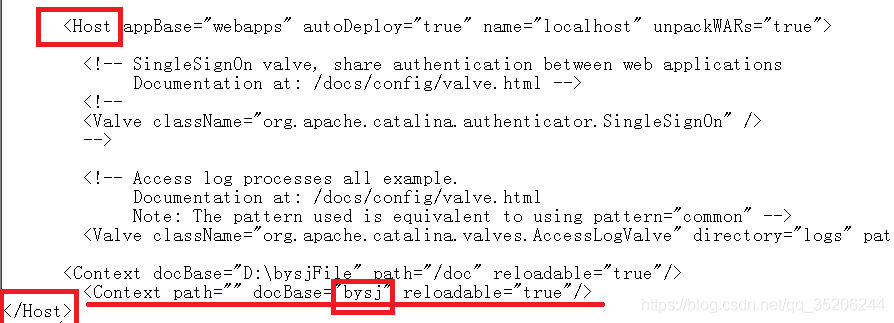 <Host appBase="webapps" autoDeploy="true" name="localhost" unpackWARs="true">
<!-- SingleSignOn valve, share authentication between web applications
Documentation at: /docs/config/valve.html -->
<!--
<Valve className="org.apache.catalina.authenticator.SingleSignOn" />
-->
<!-- Access log processes all example.
Documentation at: /docs/config/valve.html
Note: The pattern used is equivalent to using pattern="common" -->
<Valve className="org.apache.catalina.valves.AccessLogValve" directory="logs" pat
<Context docBase="D:\bysjFile" path="/doc" reloadable="true"/>
<Context path="" docBase="bysj" reloadable="true"/>
</Host>
https://blog.csdn.net/qq_35206244